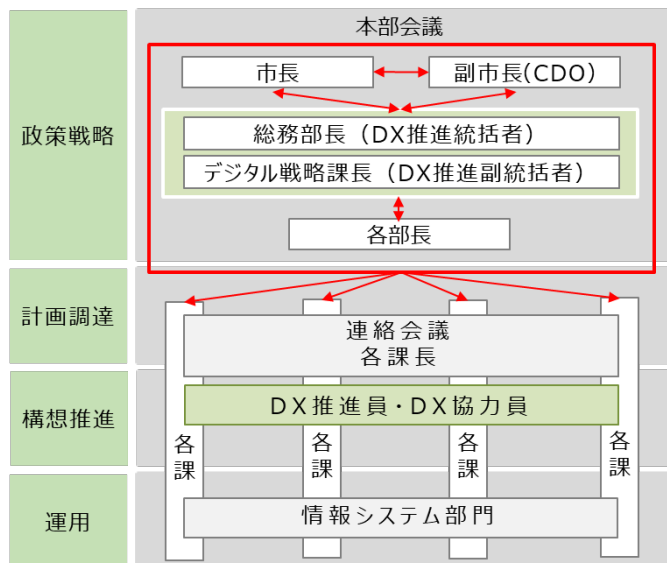 本部会議
政策戦略
市長
副市長(CDO)
総務部長（DX推進統括者）
デジタル戦略課長（DX推進副統括者）
各部長
計画調達
連絡会議
各課長
構想推進
DX推進員・DX協力員
各課
各課
各課
各課
運用
情報システム部門